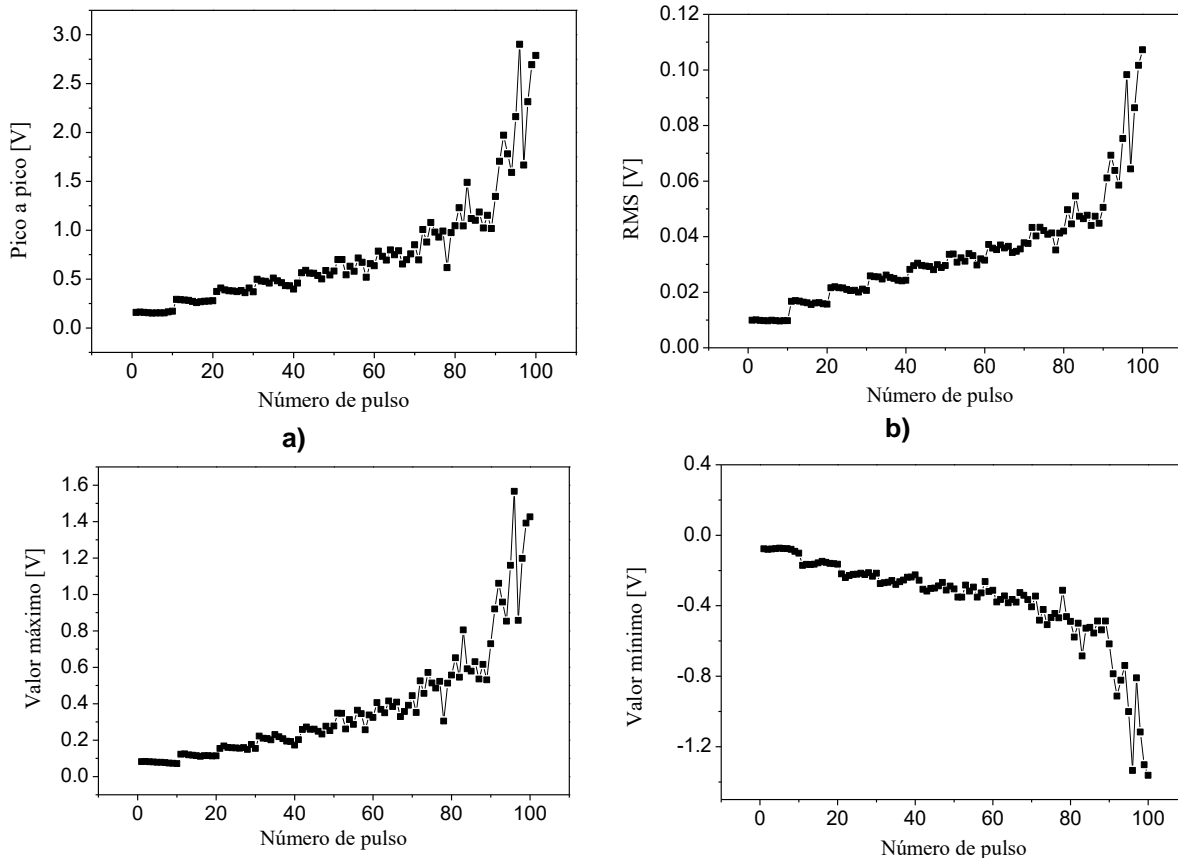 3.0
2.5
2.0
1.5
1.0
0.5
0.0
Pico a pico [V]
0 20 40 60 80 100
Número de pulso
a)
0.12
0.10
0.08
0.06
0.04
0.02
0.00
RMS [V]
0 20 40 60 80 100
Número de pulso
b)
1.6
1.4
1.2
1.0
0.8
0.6
0.4
0.2
0.0
Valor máximo [V]
0 20 40 60 80 100
Número de pulso
0.4
0.0
-0.4
-0.8
-1.2
Valor mínimo [V]
0 20 40 60 80 100
Número de pulso